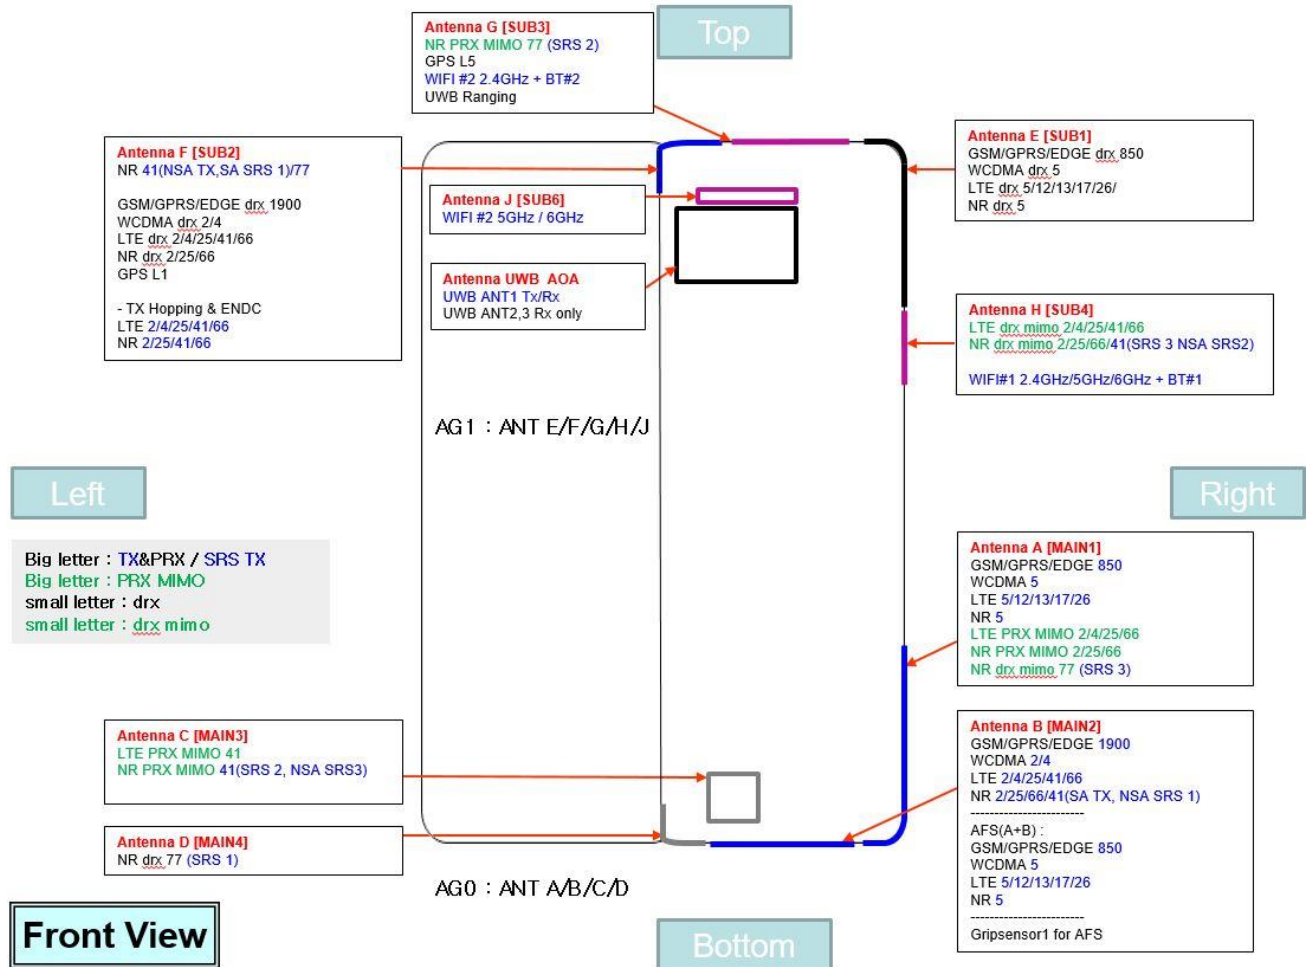 Top
Antenna G [SUB3]
NR PRX MIMO 77 (SRS 2)
GPS L5
WIFI #2 2.4GHz + BT#2
UWB Ranging
Antenna F [SUB2]
NR 41(NSA TX,SA SRS 1)/77
GSM/GPRS/EDGE drx 1900
WCDMA drx 2/4
LTE drx 2/4/25/41/66
NR drx 2/25/66
GPS L1
- TX Hopping & ENDC
LTE 2/4/25/41/66
NR 2/25/41/66
Antenna J [SUB6]
WIFI #2 5GHz / 6GHz
Antenna UWB AOA
UWB ANT1 Tx/Rx
UWB ANT2,3 Rx only
Antenna E [SUB1]
GSM/GPRS/EDGE drx 850
WCDMA drx 5
LTE drx 5/12/13/17/26/
NR drx 5
Antenna H [SUB4]
LTE drx mimo 2/4/25/41/66
NR drx mimo 2/25/66/41(SRS 3 NSA SRS2)
WIFI#1 2.4GHz/5GHz/6GHz + BT#1
AG1 : ANT E/F/G/H/J
Left
Right
Big letter : TX&PRX / SRS TX
Big letter : PRX MIMO
small letter : drx
small letter : drx mimo
Antenna A [MAIN1]
GSM/GPRS/EDGE 850
WCDMA 5
LTE 5/12/13/17/26
NR 5
LTE PRX MIMO 2/4/25/66
NR PRX MIMO 2/25/66
NR drx mimo 77 (SRS 3)
Antenna C [MAIN3]
LTE PRX MIMO 41
NR PRX MIMO 41(SRS 2, NSA SRS3)
Antenna D [MAIN4]
NR drx 77 (SRS 1)
Antenna B [MAIN2]
GSM/GPRS/EDGE 1900
WCDMA 2/4
LTE 2/4/25/41/66
NR 2/25/66/41(SA TX, NSA SRS 1)
------------------------
AFS(A+B) :
GSM/GPRS/EDGE 850
WCDMA 5
LTE 5/12/13/17/26
NR 5
------------------------
Gripsensor1 for AFS
AG0 : ANT A/B/C/D
Front View
Bottom